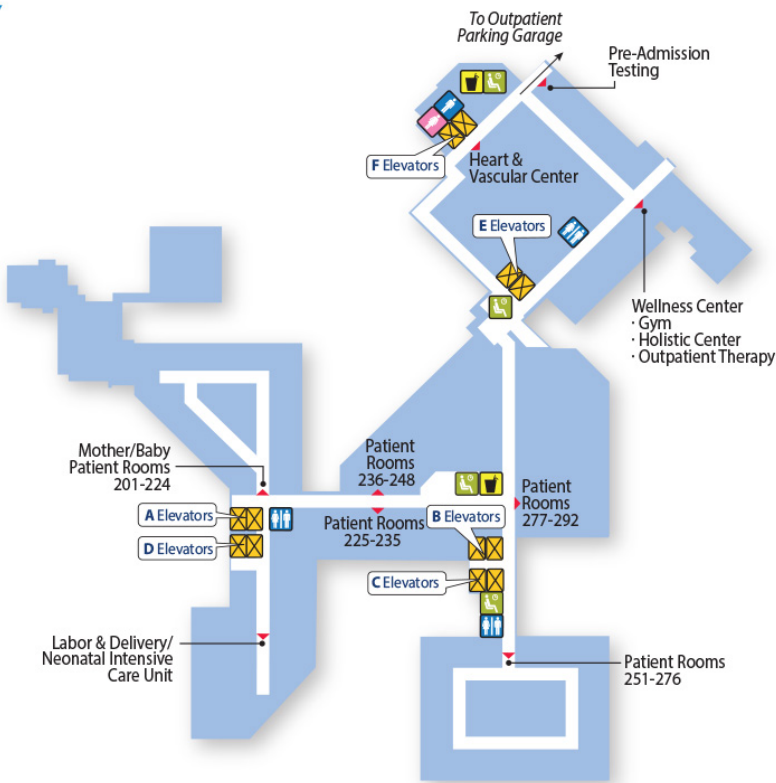 To Outpatient
Parking Garage
Pre-Admission
Testing
F Elevators
Heart &
Vascular Center
E Elevators
Wellness Center
· Gym
· Holistic Center
· Outpatient Therapy
Mother/Baby
Patient Rooms
201-224
Patient
Rooms
236-248
Patient
Rooms
277-292
A Elevators
Patient Rooms
225-235
B Elevators
D Elevators
C Elevators
Labor & Delivery/
Neonatal Intensive
Care Unit
Patient Rooms
251-276